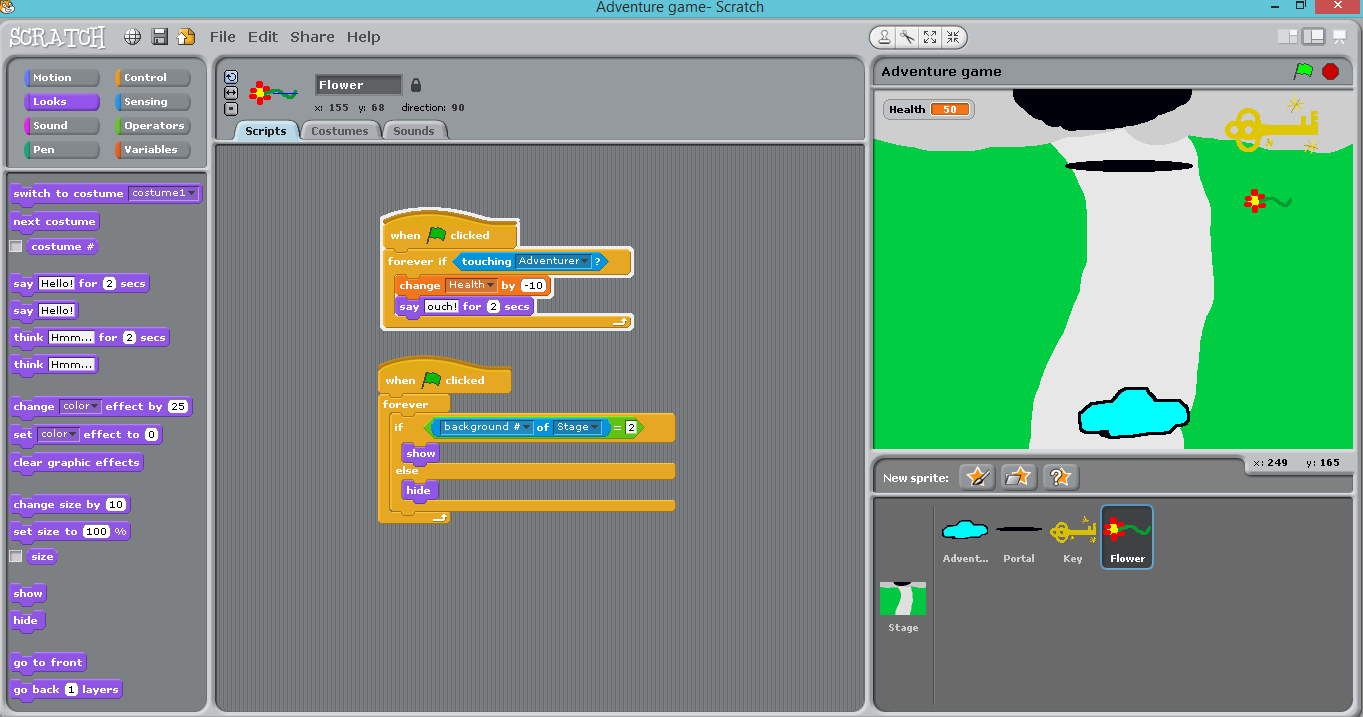 Adventure game- Scratch
SCRATCH File Edit Share Help
Motion Control
Looks Sensing
Sound Operators
Pen Variables
switch to costume costume1
next costume
costume #
say Hello! for 2 secs
say Hello!
think Hmm... for 2 secs
think Hmm...
change color effect by 25
set color effect to 0
clear graphic effects
change size by 10
set size to 100 %
size
show
hide
go to front
go back 1 layers
Flower
x: 155 y: 68 direction: 90
Scripts Costumes Sounds
when clicked
forever if touching Adventurer ?
change Health by -10
say ouch! for 2 secs
when clicked
forever
if background # of Stage = 2
show
else
hide
Adventure game
Health 50
x: 249 y: 165
New sprite:
Advent... Portal Key Flower
Stage